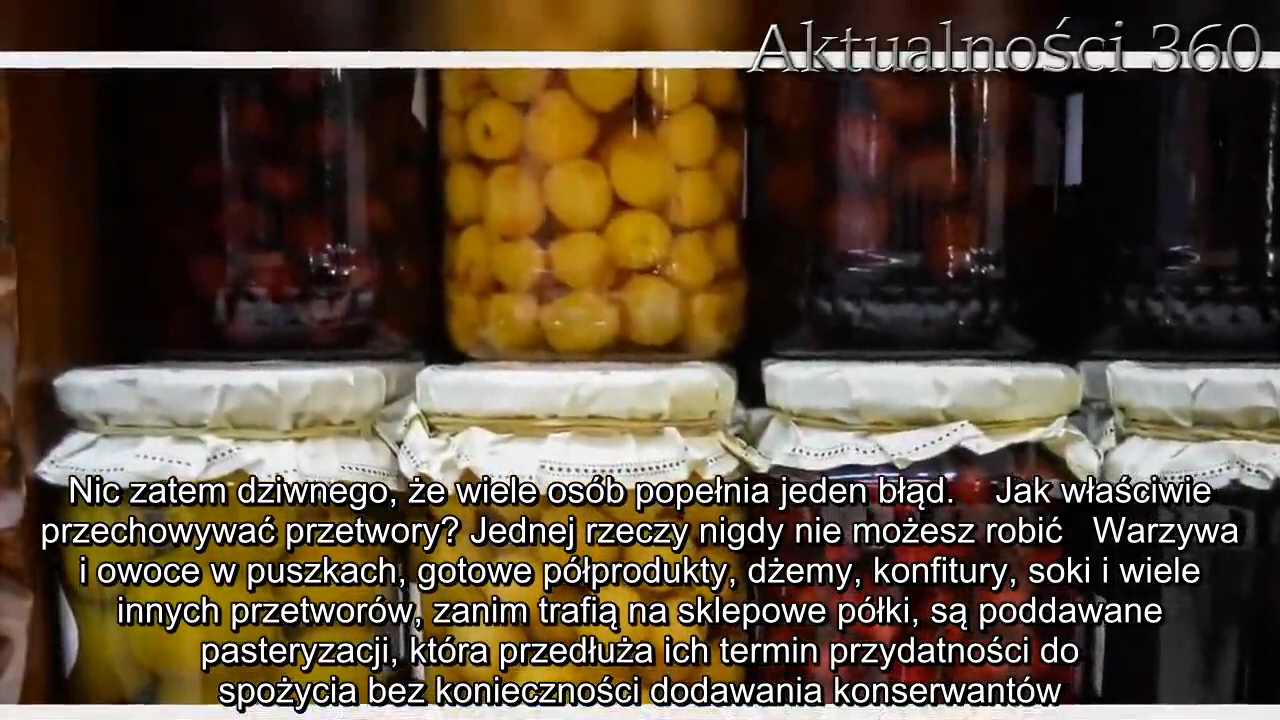 Aktualności 360
Nic zatem dziwnego, że wiele osób popełnia jeden błąd.    Jak właściwie
przechowywać przetwory? Jednej rzeczy nigdy nie możesz robić   Warzywa
i owoce w puszkach, gotowe półprodukty, dżemy, konfitury, soki i wiele
innych przetworów, zanim trafią na sklepowe półki, są poddawane
pasteryzacji, która przedłuża ich termin przydatności do
spożycia bez konieczności dodawania konserwantów